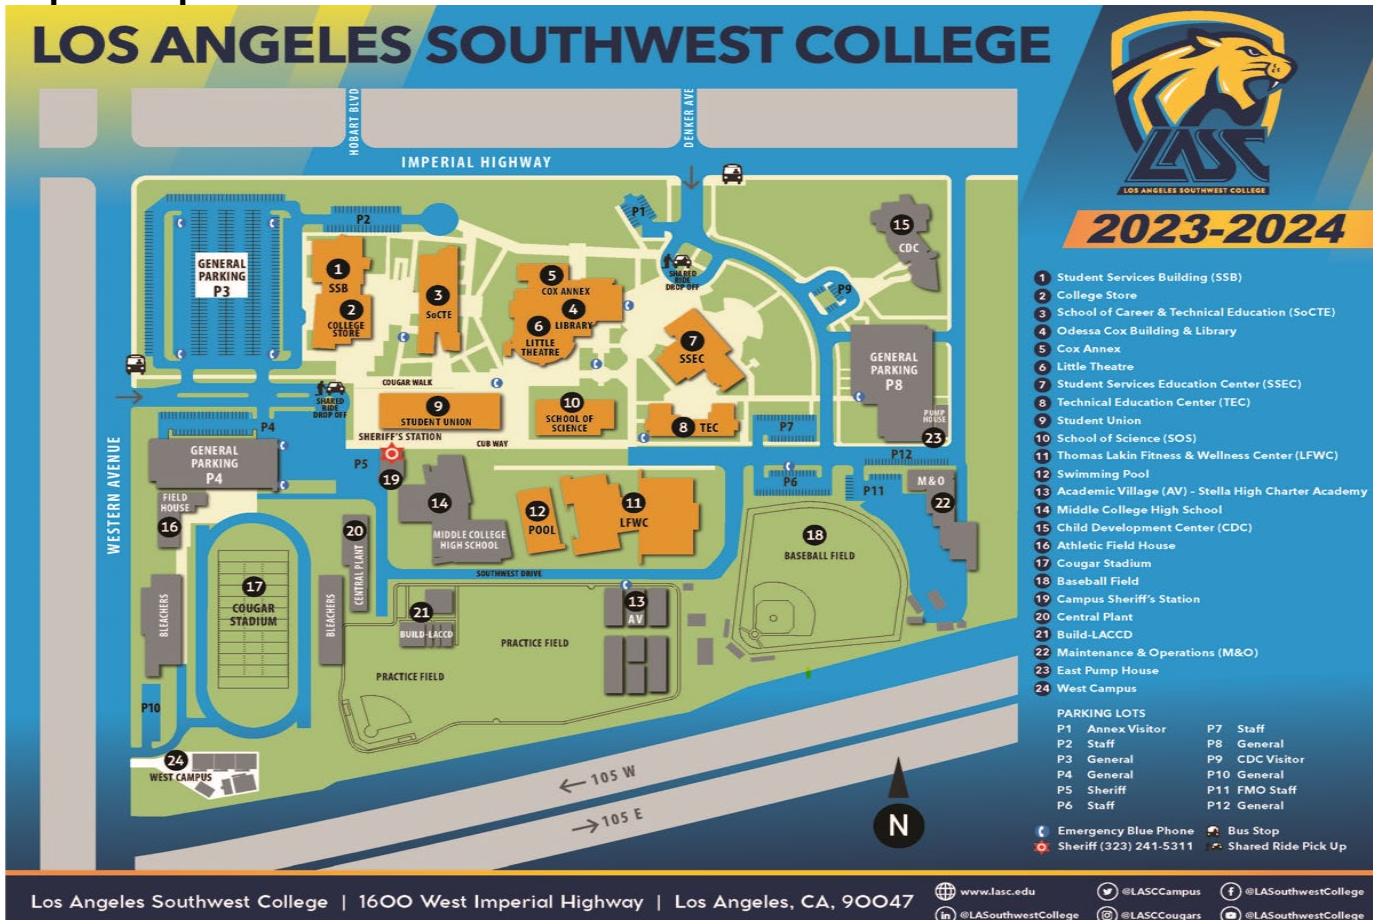 LOS ANGELES SOUTHWEST COLLEGE
LASC
LOS ANGELES SOUTHWEST COLLEGE
2023-2024
HOBART BLVD
DENKER AVE
IMPERIAL HIGHWAY
WESTERN AVENUE
P2
P1
15
CDC
GENERAL
PARKING
P3
1
SSB
2
COLLEGE
STORE
3
SoCTE
5
COX ANNEX
4
LIBRARY
6
LITTLE
THEATRE
SHARED
RIDE
DROP OFF
P9
7
SSEC
GENERAL
PARKING
P8
PUMP
HOUSE
23
COUGAR WALK
SHARED
RIDE
DROP OFF
9
STUDENT UNION
10
SCHOOL OF
SCIENCE
8 TEC
P7
SHERIFF'S STATION
CUB WAY
P4
GENERAL
PARKING
P4
P5
19
P12
P6
P11
M&O
22
FIELD
HOUSE
16
14
MIDDLE COLLEGE
HIGH SCHOOL
12
POOL
11
LFWC
18
BASEBALL FIELD
20
CENTRAL PLANT
SOUTHWEST DRIVE
17
COUGAR
STADIUM
BLEACHERS
BLEACHERS
21
BUILD-LACCD
13
AV
PRACTICE FIELD
PRACTICE FIELD
P10
24
WEST CAMPUS
105 W
105 E
N
1 Student Services Building (SSB)
2 College Store
3 School of Career & Technical Education (SoCTE)
4 Odessa Cox Building & Library
5 Cox Annex
6 Little Theatre
7 Student Services Education Center (SSEC)
8 Technical Education Center (TEC)
9 Student Union
10 School of Science (SOS)
11 Thomas Lakin Fitness & Wellness Center (LFWC)
12 Swimming Pool
13 Academic Village (AV) - Stella High Charter Academy
14 Middle College High School
15 Child Development Center (CDC)
16 Athletic Field House
17 Cougar Stadium
18 Baseball Field
19 Campus Sheriff's Station
20 Central Plant
21 Build-LACCD
22 Maintenance & Operations (M&O)
23 East Pump House
24 West Campus
PARKING LOTS
P1 Annex Visitor
P2 Staff
P3 General
P4 General
P5 Sheriff
P6 Staff
P7 Staff
P8 General
P9 CDC Visitor
P10 General
P11 FMO Staff
P12 General
Emergency Blue Phone
Bus Stop
Sheriff (323) 241-5311
Shared Ride Pick Up
Los Angeles Southwest College | 1600 West Imperial Highway | Los Angeles, CA, 90047
www.lasc.edu
@LASCCampus
@LASouthwestCollege
@LASouthwestCollege
@LASCCougars
@LASouthwestCollege